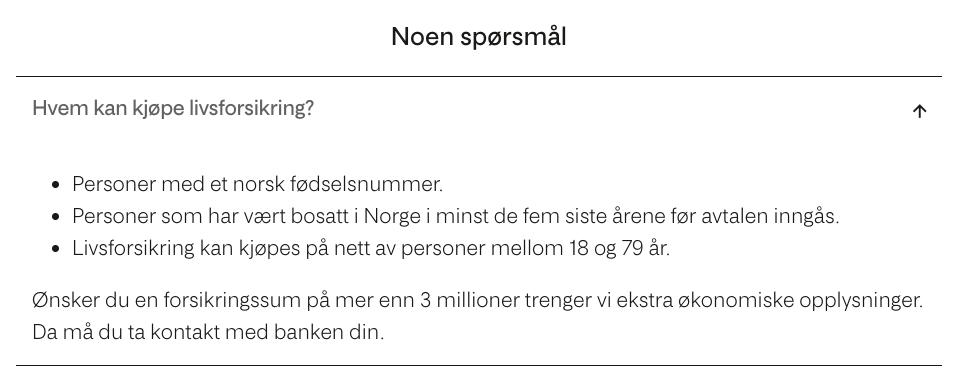 Noen spørsmål
Hvem kan kjøpe livsforsikring?
• Personer med et norsk fødselsnummer.
• Personer som har vært bosatt i Norge i minst de fem siste årene før avtalen inngås.
• Livsforsikring kan kjøpes på nett av personer mellom 18 og 79 år.
Ønsker du en forsikringssum på mer enn 3 millioner trenger vi ekstra økonomiske opplysninger.
Da må du ta kontakt med banken din.